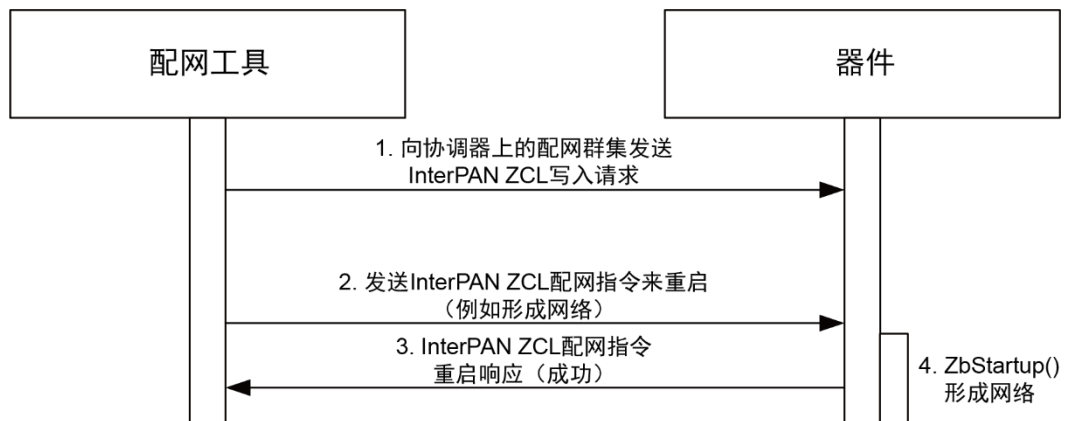 配网工具
器件
1. 向协调器上的配网群集发送
InterPAN ZCL写入请求
2. 发送InterPAN ZCL配网指令来重启
（例如形成网络）
3. InterPAN ZCL配网指令
重启响应（成功）
4. ZbStartup()
形成网络